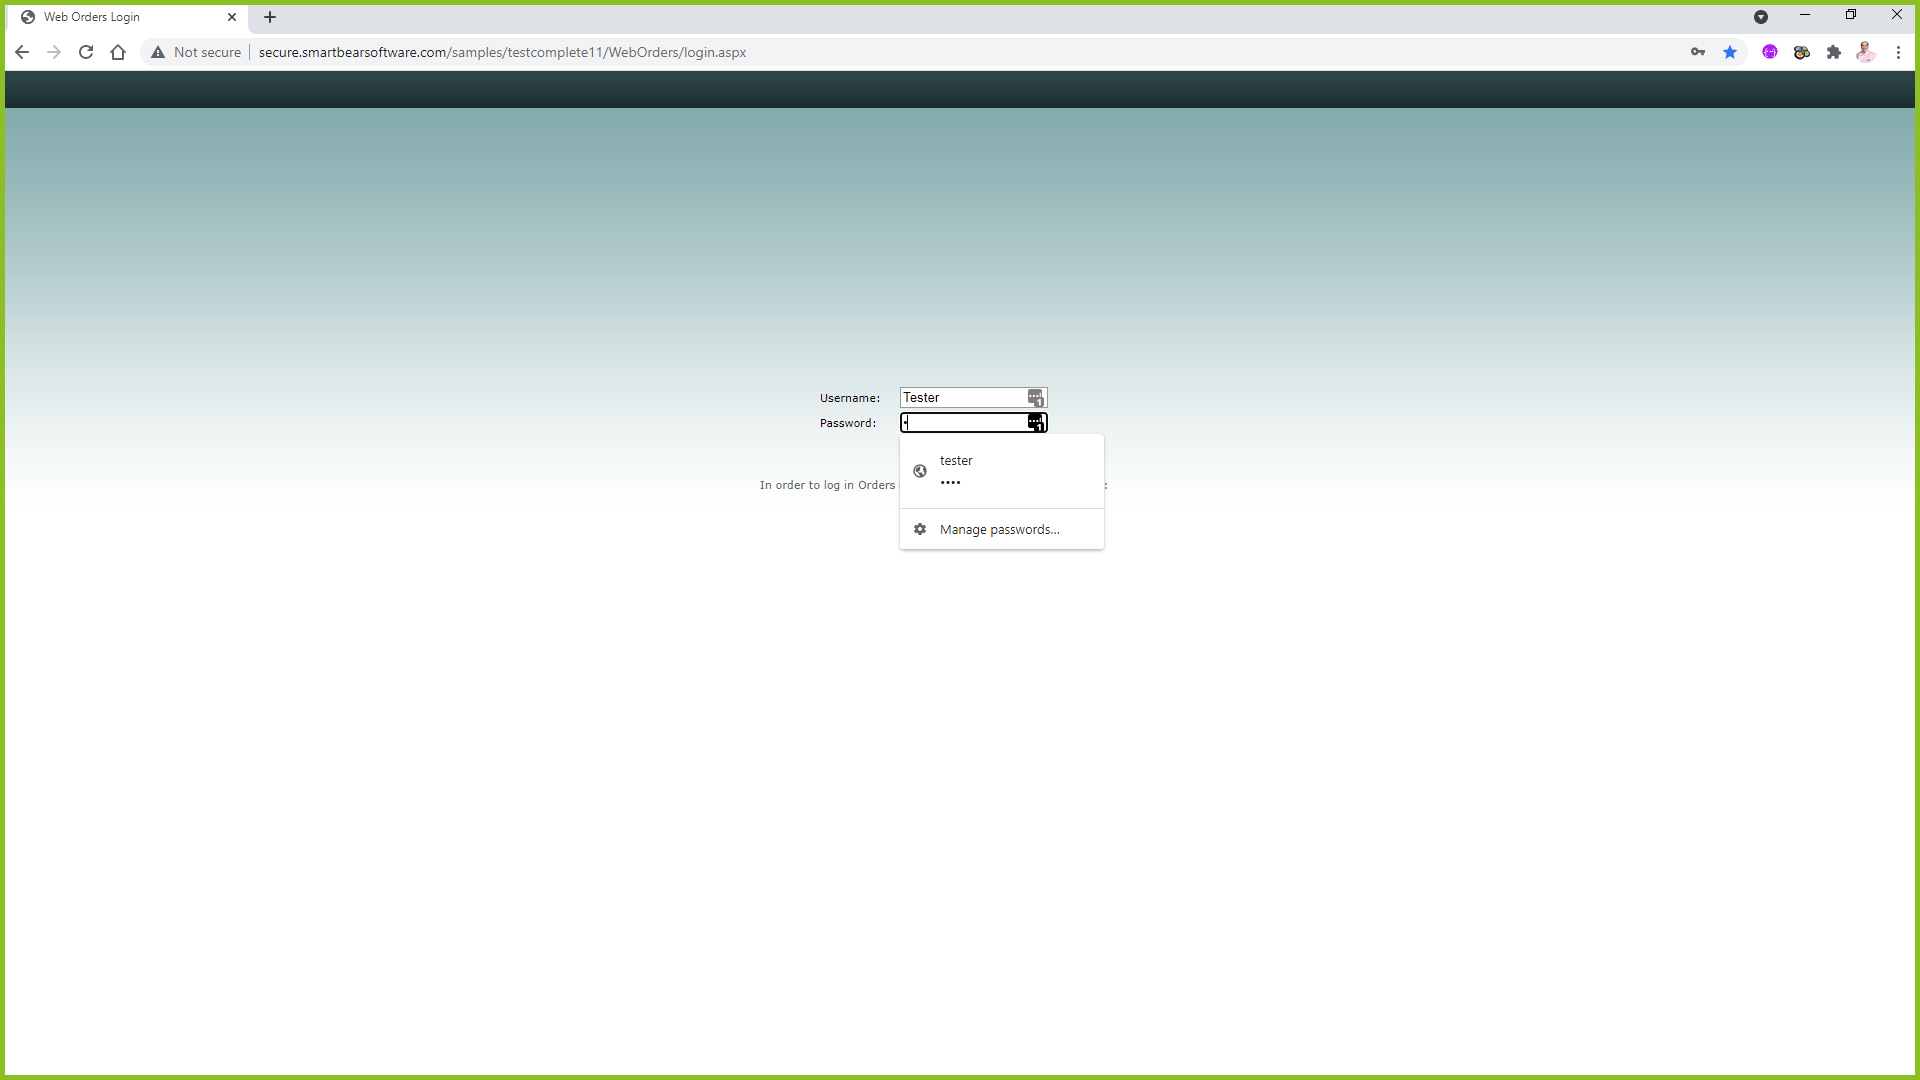 Web Orders Login
Not secure
secure.smartbearsoftware.com/samples/testcomplete11/WebOrders/login.aspx
Username:
Tester
Password:
tester
••••
In order to log in Orders
:
Manage passwords...